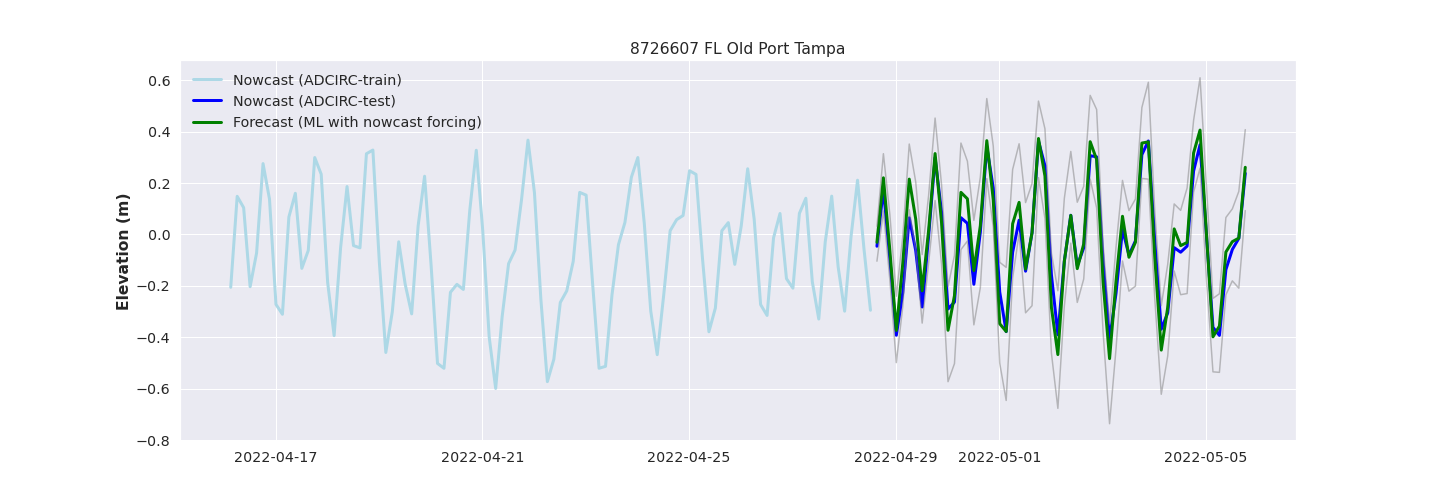 8726607 FL Old Port Tampa
Nowcast (ADCIRC-train)
Nowcast (ADCIRC-test)
Forecast (ML with nowcast forcing)
Elevation (m)
0.6
0.4
0.2
0.0
−0.2
−0.4
−0.6
−0.8
2022-04-17 2022-04-21 2022-04-25 2022-04-29 2022-05-01 2022-05-05